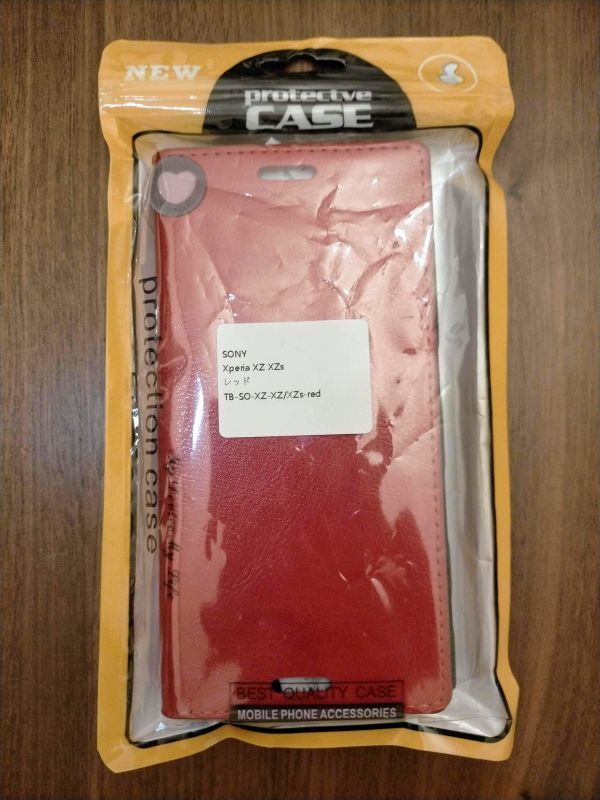 NEW
protectve
CASE
protection case
SONY
Xperia XZ XZs
レッド
TB-SO-XZ-XZ/XZs-red
BEST QUALITY CASE
MOBILE PHONE ACCESSORIES